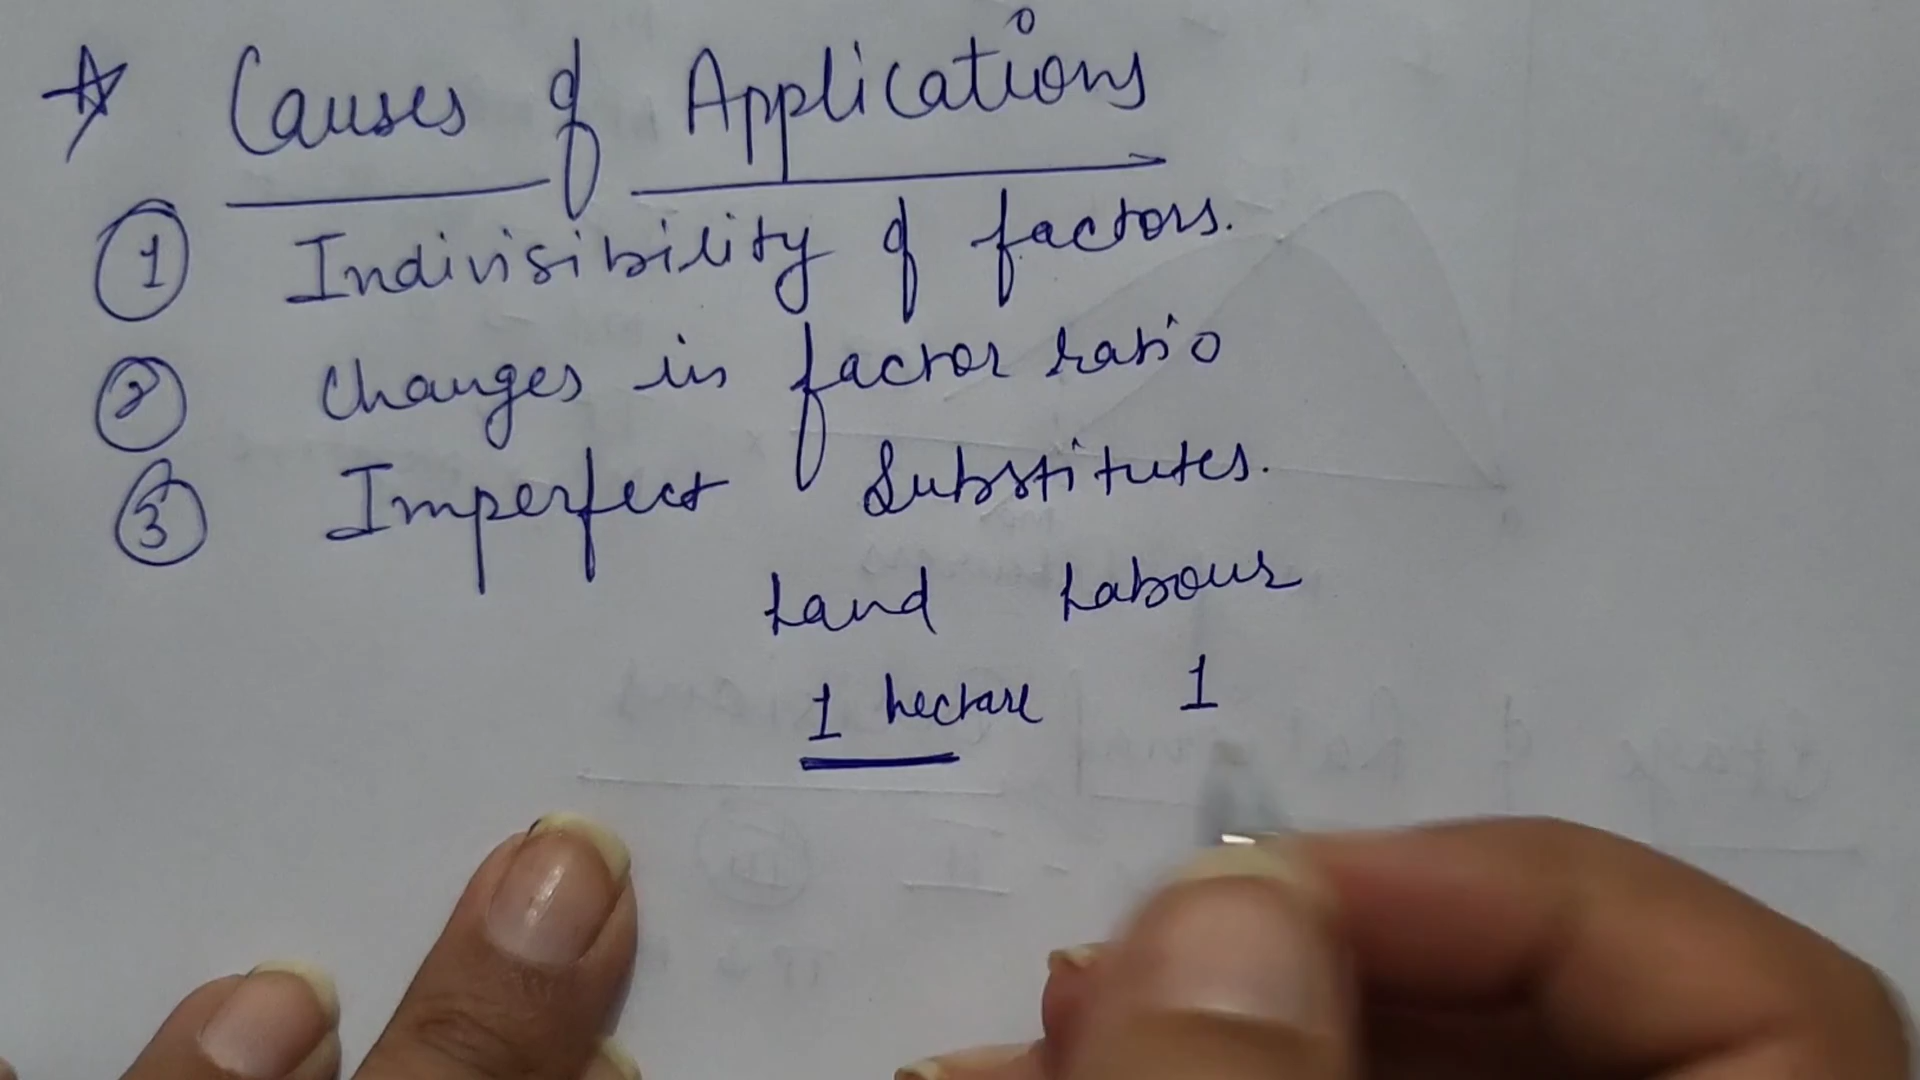 Causes of Applications
① Indivisibility of factors.
② Changes in factor ratio
③ Imperfect Substitutes.
Land Labour
1 hectare 1